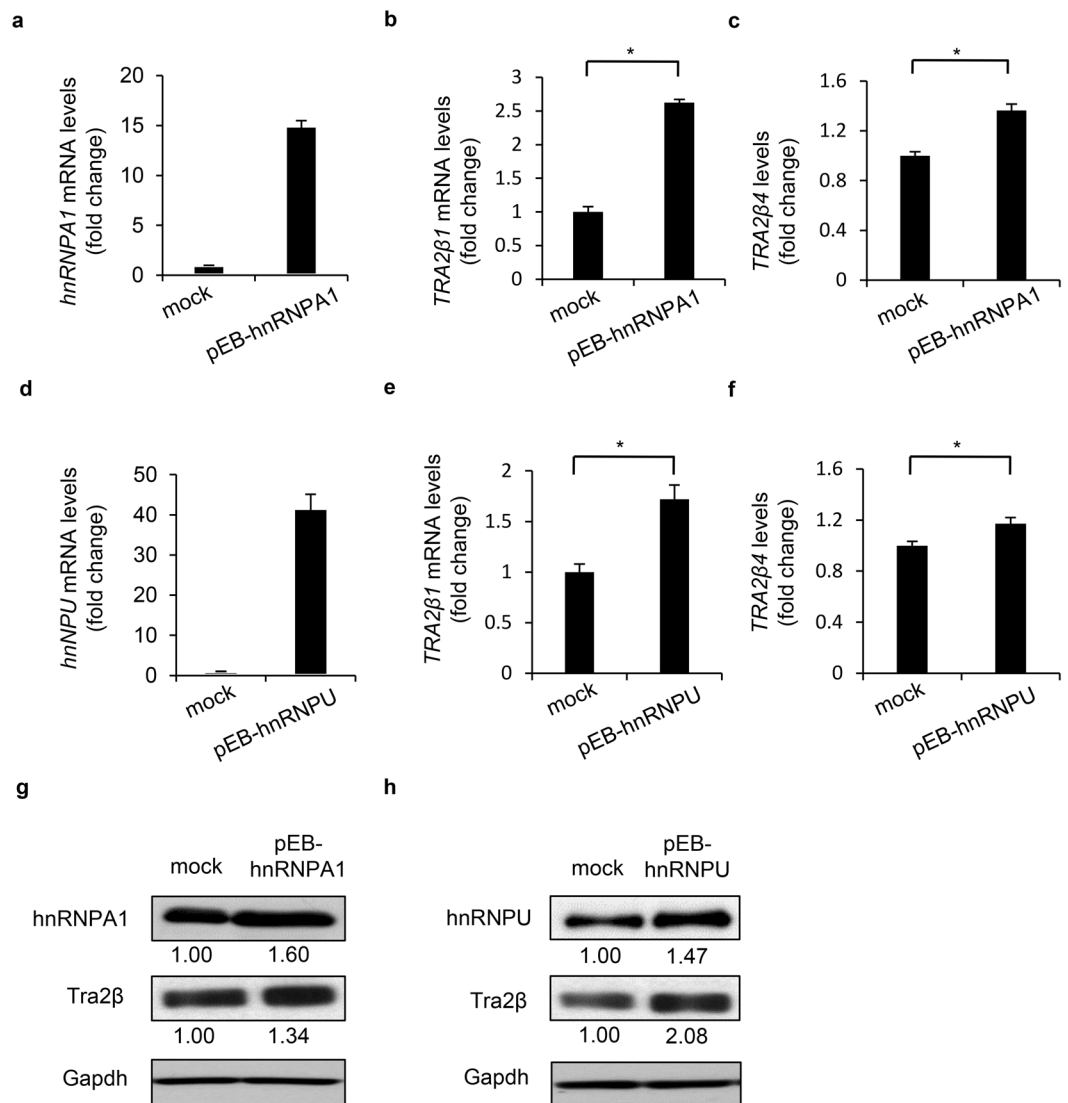 a
hnRNPA1 mRNA levels
(fold change)
20
15
10
5
0
mock
pEB-hnRNPA1
b
*
TRA2β1 mRNA levels
(fold change)
3
2.5
2
1.5
1
0.5
0
mock
pEB-hnRNPA1
c
*
TRA2β4 levels
(fold change)
1.6
1.2
0.8
0.4
0
mock
pEB-hnRNPA1
d
hnNPU mRNA levels
(fold change)
50
40
30
20
10
0
mock
pEB-hnRNPU
e
*
TRA2β1 mRNA levels
(fold change)
2
1.5
1
0.5
0
mock
pEB-hnRNPU
f
*
TRA2β4 levels
(fold change)
1.6
1.2
0.8
0.4
0
mock
pEB-hnRNPU
g
mock
pEB-
hnRNPA1
hnRNPA1
1.00 1.60
Tra2β
1.00 1.34
Gapdh
h
mock
pEB-
hnRNPU
hnRNPU
1.00 1.47
Tra2β
1.00 2.08
Gapdh